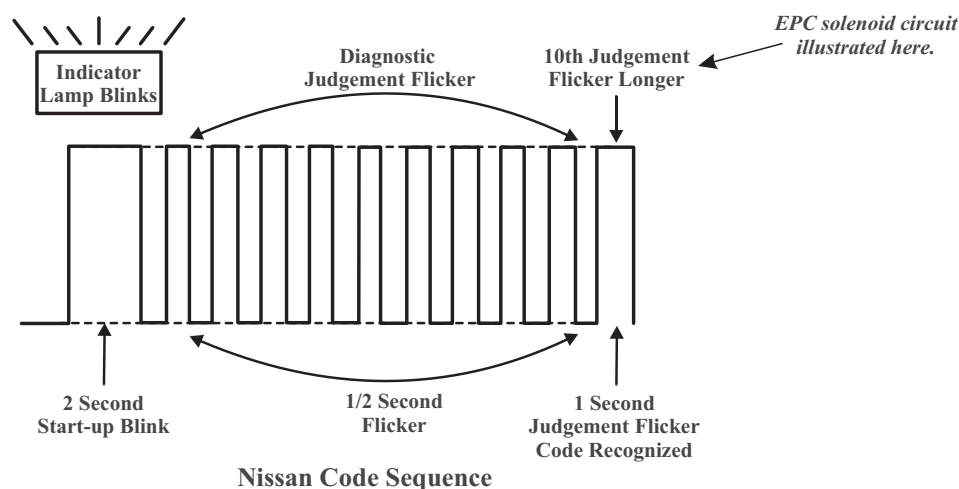 EPC solenoid circuit
illustrated here.
Indicator
Lamp Blinks
Diagnostic
Judgement Flicker
10th Judgement
Flicker Longer
2 Second
Start-up Blink
1/2 Second
Flicker
1 Second
Judgement Flicker
Code Recognized
Nissan Code Sequence